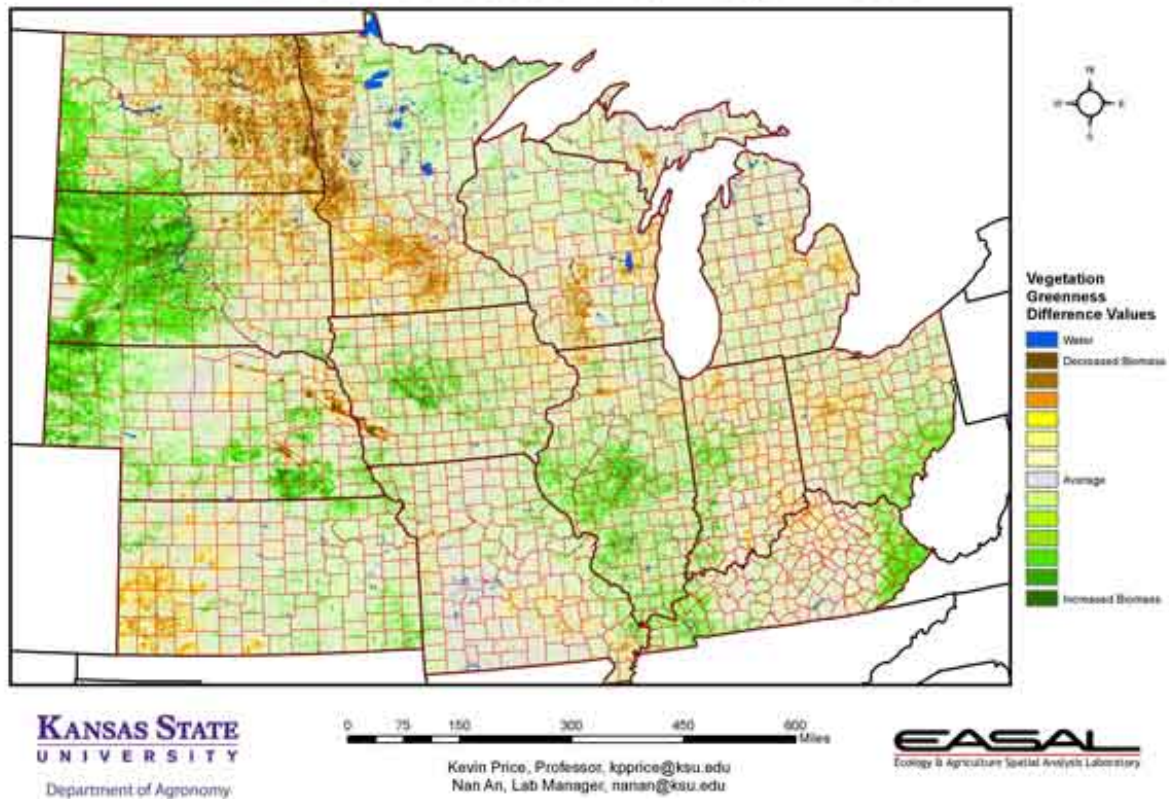 N
W
E
S
Vegetation
Greenness
Difference Values
Water
Decreased Biomass
Average
Increased Biomass
KANSAS STATE
UNIVERSITY
Department of Agronomy
0 75 150 300 450 600
Miles
Kevin Price, Professor, kpprice@ksu.edu
Nan An, Lab Manager, nanan@ksu.edu
EASAL
Ecology & Agriculture Spatial Analysis Laboratory